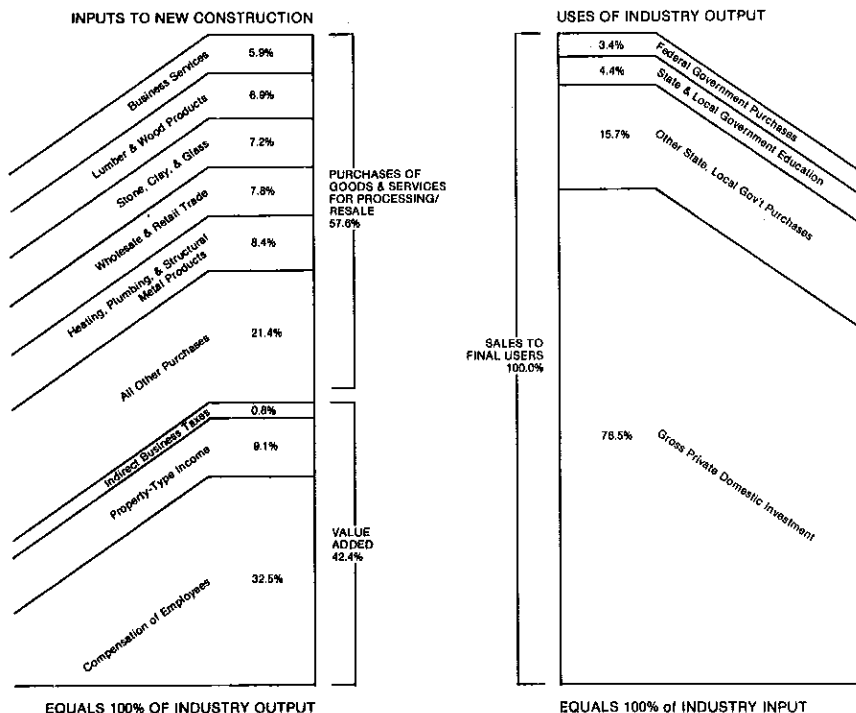 INPUTS TO NEW CONSTRUCTION
Business Services
5.9%
Lumber & Wood Products
6.9%
Stone, Clay, & Glass
7.2%
Wholesale & Retail Trade
7.8%
Heating, Plumbing, & Structural
Metal Products
8.4%
All Other Purchases
21.4%
PURCHASES OF
GOODS & SERVICES
FOR PROCESSING/
RESALE
57.6%
Indirect Business Taxes
0.8%
Property-Type Income
9.1%
Compensation of Employees
32.5%
VALUE
ADDED
42.4%
EQUALS 100% OF INDUSTRY OUTPUT
USES OF INDUSTRY OUTPUT
3.4%
Federal Government Purchases
4.4%
State & Local Government Education
15.7%
Other State, Local Gov't Purchases
SALES TO
FINAL USERS
100.0%
76.5%
Gross Private Domestic Investment
EQUALS 100% of INDUSTRY INPUT